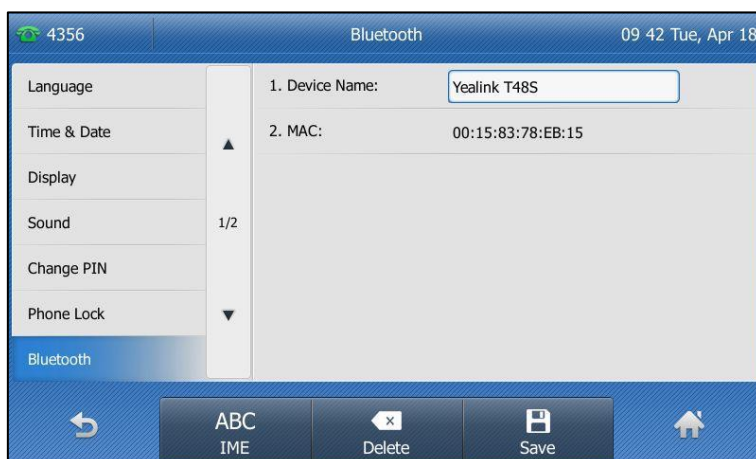 4356 Bluetooth 09 42 Tue, Apr 18
Language
Time & Date
Display
Sound
Change PIN
Phone Lock
Bluetooth
1/2
1. Device Name: Yealink T48S
2. MAC: 00:15:83:78:EB:15
ABC
IME
Delete
Save